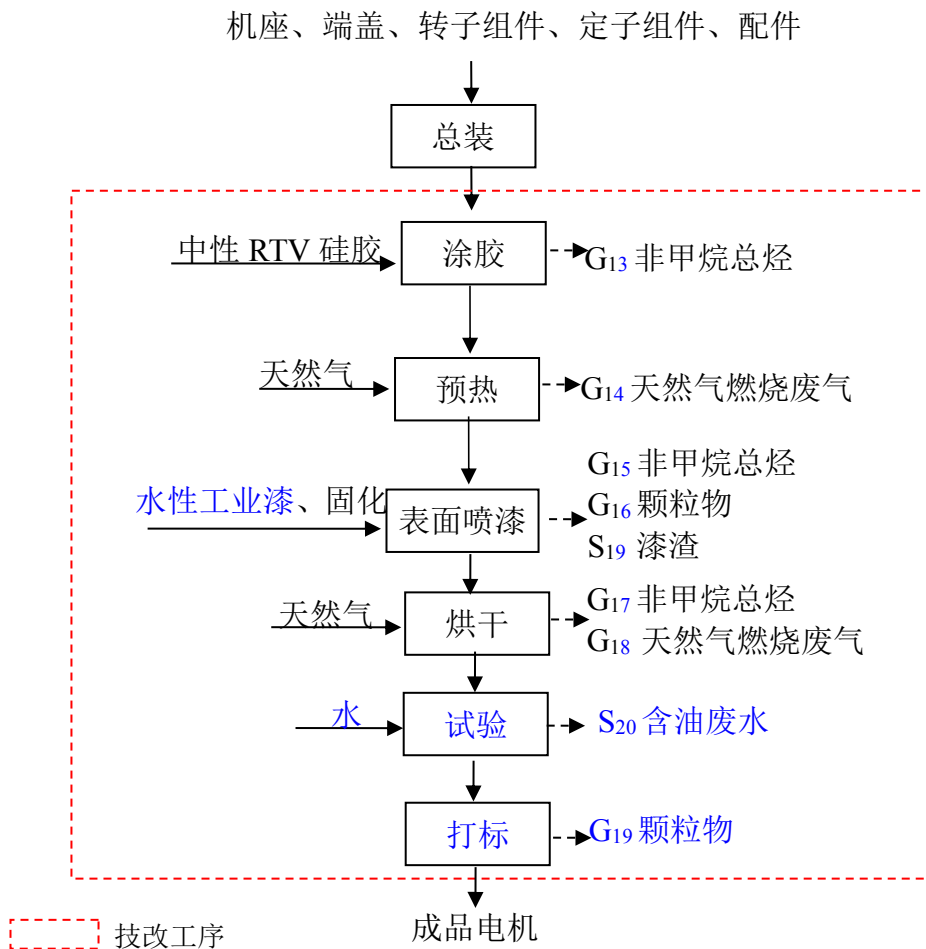 机座、端盖、转子组件、定子组件、配件
总装
中性 RTV 硅胶
涂胶
G13 非甲烷总烃
天然气
预热
G14 天然气燃烧废气
水性工业漆、固化
表面喷漆
G15 非甲烷总烃
G16 颗粒物
S19 漆渣
天然气
烘干
G17 非甲烷总烃
G18 天然气燃烧废气
水
试验
S20 含油废水
打标
G19 颗粒物
成品电机
技改工序